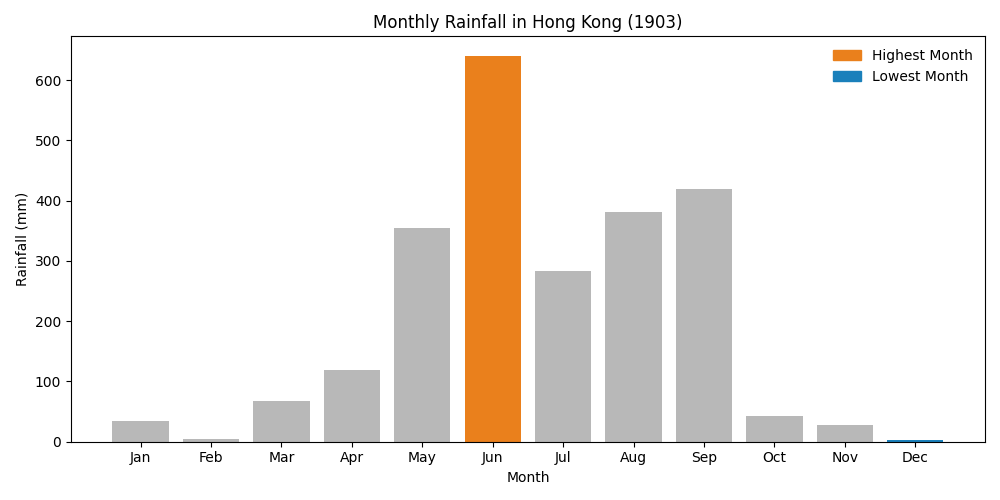 Monthly Rainfall in Hong Kong (1903)
Highest Month
Lowest Month
Rainfall (mm)
600
500
400
300
200
100
0
Jan Feb Mar Apr May Jun Jul Aug Sep Oct Nov Dec
Month